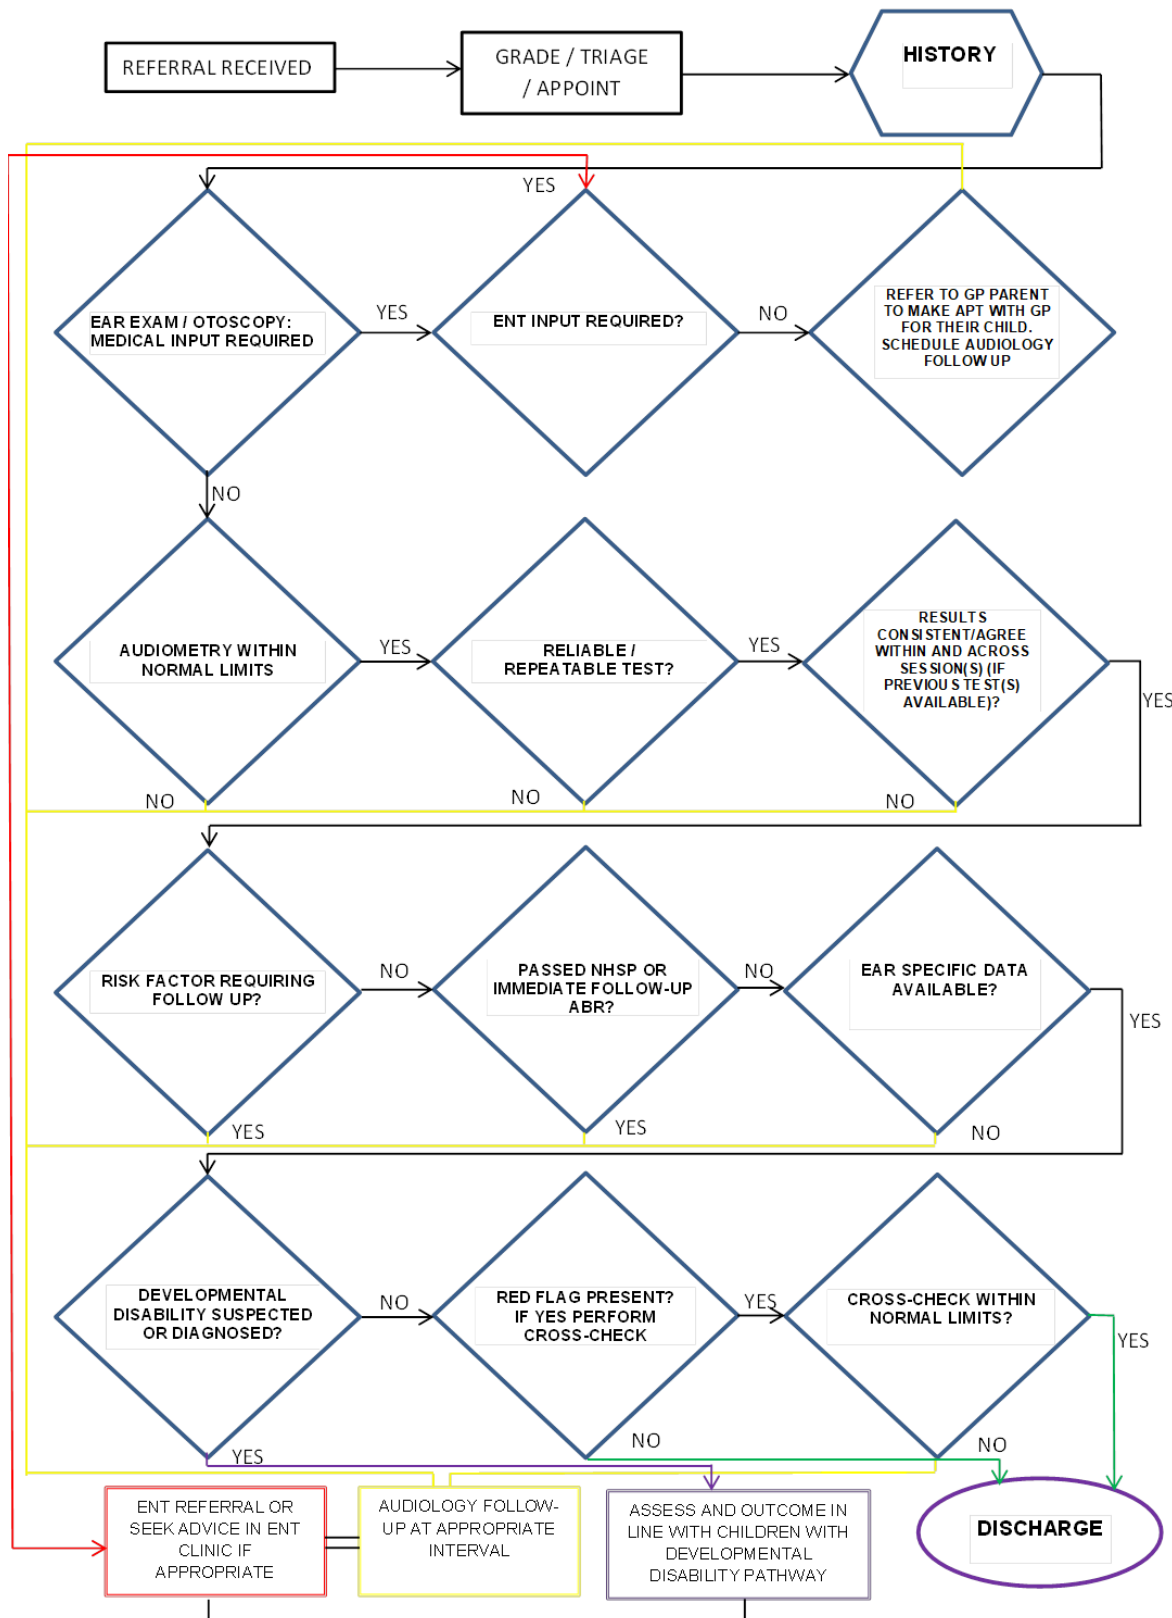 REFERRAL RECEIVED
GRADE / TRIAGE
/ APPOINT
HISTORY
YES
EAR EXAM / OTOSCOPY:
MEDICAL INPUT REQUIRED
YES
ENT INPUT REQUIRED?
NO
REFER TO GP PARENT
TO MAKE APT WITH GP
FOR THEIR CHILD.
SCHEDULE AUDIOLOGY
FOLLOW UP
NO
AUDIOMETRY WITHIN
NORMAL LIMITS
YES
RELIABLE /
REPEATABLE TEST?
YES
RESULTS
CONSISTENT/AGREE
WITHIN AND ACROSS
SESSION(S) (IF
PREVIOUS TEST(S)
AVAILABLE)?
YES
NO
NO
NO
RISK FACTOR REQUIRING
FOLLOW UP?
NO
PASSED NHSP OR
IMMEDIATE FOLLOW-UP
ABR?
NO
EAR SPECIFIC DATA
AVAILABLE?
YES
YES
YES
NO
DEVELOPMENTAL
DISABILITY SUSPECTED
OR DIAGNOSED?
NO
RED FLAG PRESENT?
IF YES PERFORM
CROSS-CHECK
YES
CROSS-CHECK WITHIN
NORMAL LIMITS?
YES
YES
NO
NO
ENT REFERRAL OR
SEEK ADVICE IN ENT
CLINIC IF
APPROPRIATE
AUDIOLOGY FOLLOW-
UP AT APPROPRIATE
INTERVAL
ASSESS AND OUTCOME IN
LINE WITH CHILDREN WITH
DEVELOPMENTAL
DISABILITY PATHWAY
DISCHARGE